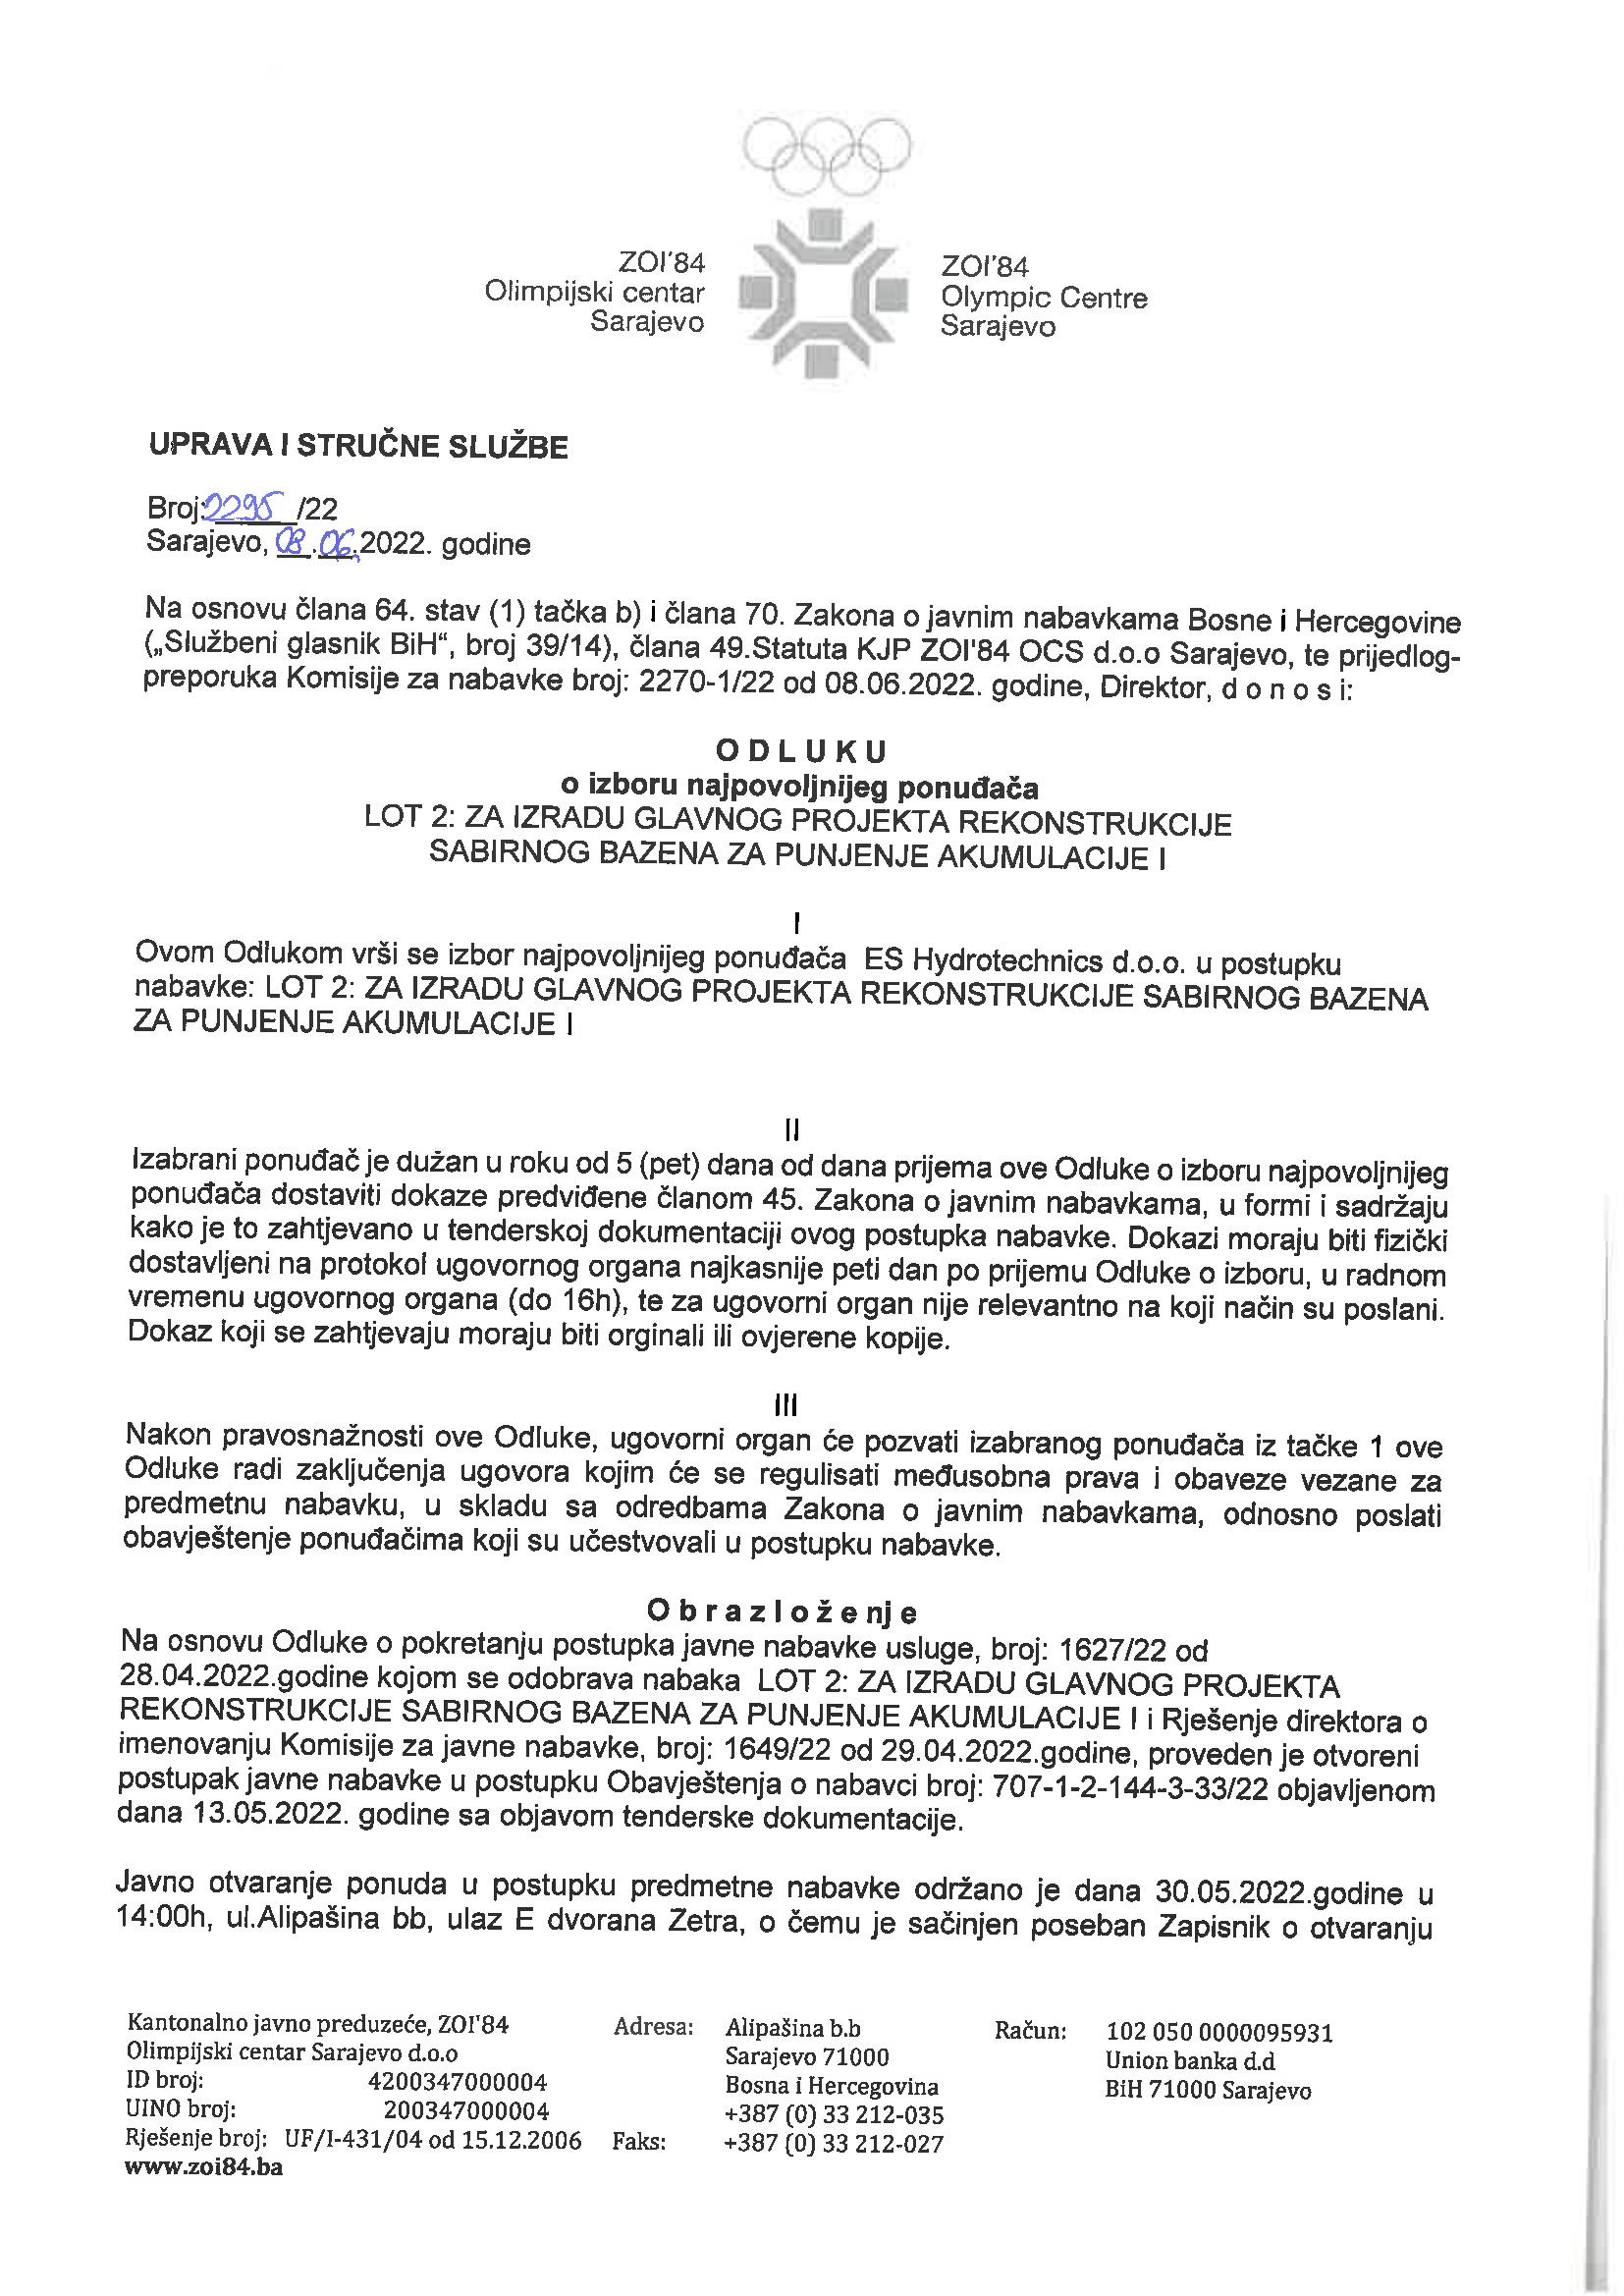 ZOI'84
Olimpijski centar
Sarajevo
ZOI'84
Olympic Centre
Sarajevo
UPRAVA I STRUČNE SLUŽBE
Broj: 2295 /22
Sarajevo, 08.06.2022. godine
Na osnovu člana 64. stav (1) tačka b) i člana 70. Zakona o javnim nabavkama Bosne i Hercegovine
(„Službeni glasnik BiH“, broj 39/14), člana 49.Statuta KJP ZOI'84 OCS d.o.o Sarajevo, te prijedlog-
preporuka Komisije za nabavke broj: 2270-1/22 od 08.06.2022. godine, Direktor, d o n o s i:
O D L U K U
o izboru najpovoljnijeg ponuđača
LOT 2: ZA IZRADU GLAVNOG PROJEKTA REKONSTRUKCIJE
SABIRNOG BAZENA ZA PUNJENJE AKUMULACIJE I
I
Ovom Odlukom vrši se izbor najpovoljnijeg ponuđača ES Hydrotechnics d.o.o. u postupku
nabavke: LOT 2: ZA IZRADU GLAVNOG PROJEKTA REKONSTRUKCIJE SABIRNOG BAZENA
ZA PUNJENJE AKUMULACIJE I
II
Izabrani ponuđač je dužan u roku od 5 (pet) dana od dana prijema ove Odluke o izboru najpovoljnijeg
ponuđača dostaviti dokaze predviđene članom 45. Zakona o javnim nabavkama, u formi i sadržaju
kako je to zahtjevano u tenderskoj dokumentaciji ovog postupka nabavke. Dokazi moraju biti fizički
dostavljeni na protokol ugovornog organa najkasnije peti dan po prijemu Odluke o izboru, u radnom
vremenu ugovornog organa (do 16h), te za ugovorni organ nije relevantno na koji način su poslani.
Dokaz koji se zahtjevaju moraju biti orginali ili ovjerene kopije.
III
Nakon pravosnažnosti ove Odluke, ugovorni organ će pozvati izabranog ponuđača iz tačke 1 ove
Odluke radi zaključenja ugovora kojim će se regulisati međusobna prava i obaveze vezane za
predmetnu nabavku, u skladu sa odredbama Zakona o javnim nabavkama, odnosno poslati
obavještenje ponuđačima koji su učestvovali u postupku nabavke.
O b r a z l o ž e nj e
Na osnovu Odluke o pokretanju postupka javne nabavke usluge, broj: 1627/22 od
28.04.2022.godine kojom se odobrava nabaka LOT 2: ZA IZRADU GLAVNOG PROJEKTA
REKONSTRUKCIJE SABIRNOG BAZENA ZA PUNJENJE AKUMULACIJE I i Rješenje direktora o
imenovanju Komisije za javne nabavke, broj: 1649/22 od 29.04.2022.godine, proveden je otvoreni
postupak javne nabavke u postupku Obavještenja o nabavci broj: 707-1-2-144-3-33/22 objavljenom
dana 13.05.2022. godine sa objavom tenderske dokumentacije.
Javno otvaranje ponuda u postupku predmetne nabavke održano je dana 30.05.2022.godine u
14:00h, ul.Alipašina bb, ulaz E dvorana Zetra, o čemu je sačinjen poseban Zapisnik o otvaranju
Kantonalno javno preduzeće, ZOI'84
Olimpijski centar Sarajevo d.o.o
ID broj: 4200347000004
UINO broj: 200347000004
Rješenje broj: UF/I-431/04 od 15.12.2006
www.zoi84.ba
Adresa: Alipašina b.b
Sarajevo 71000
Bosna i Hercegovina
+387 (0) 33 212-035
Faks: +387 (0) 33 212-027
Račun: 102 050 0000095931
Union banka d.d
BiH 71000 Sarajevo